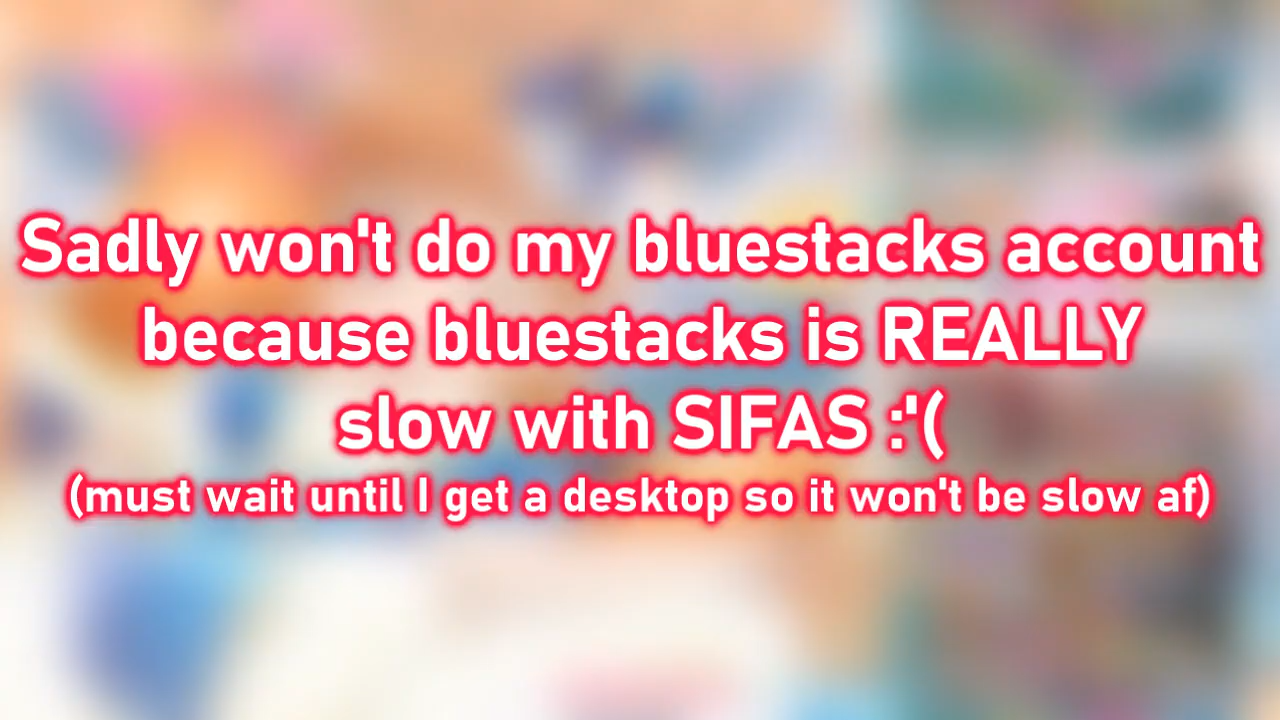 Sadly won't do my bluestacks account
because bluestacks is REALLY
slow with SIFAS :'(
(must wait until I get a desktop so it won't be slow af)